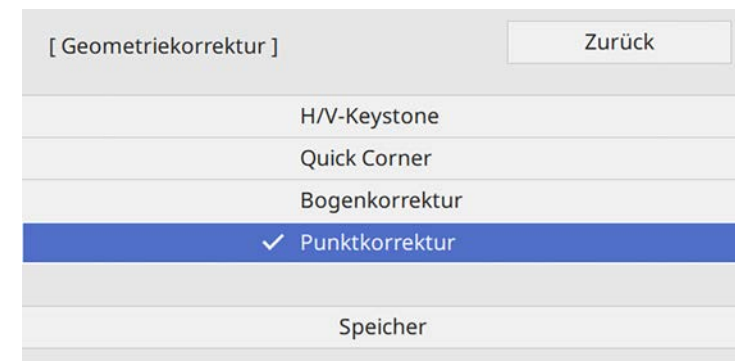 [ Geometriekorrektur ] Zurück
H/V-Keystone
Quick Corner
Bogenkorrektur
✓ Punktkorrektur
Speicher